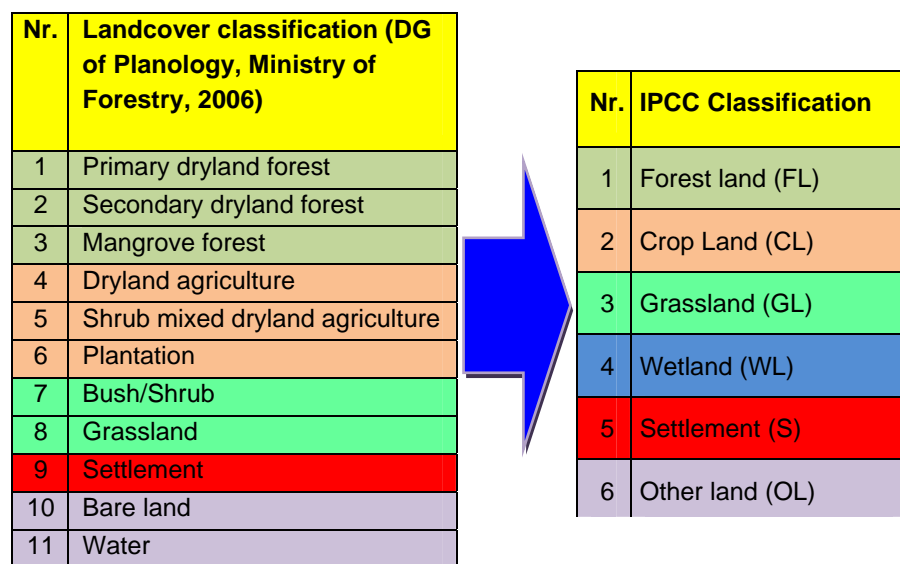 Nr. Landcover classification (DG
of Planology, Ministry of
Forestry, 2006)
1 Primary dryland forest
2 Secondary dryland forest
3 Mangrove forest
4 Dryland agriculture
5 Shrub mixed dryland agriculture
6 Plantation
7 Bush/Shrub
8 Grassland
9 Settlement
10 Bare land
11 Water
Nr. IPCC Classification
1 Forest land (FL)
2 Crop Land (CL)
3 Grassland (GL)
4 Wetland (WL)
5 Settlement (S)
6 Other land (OL)